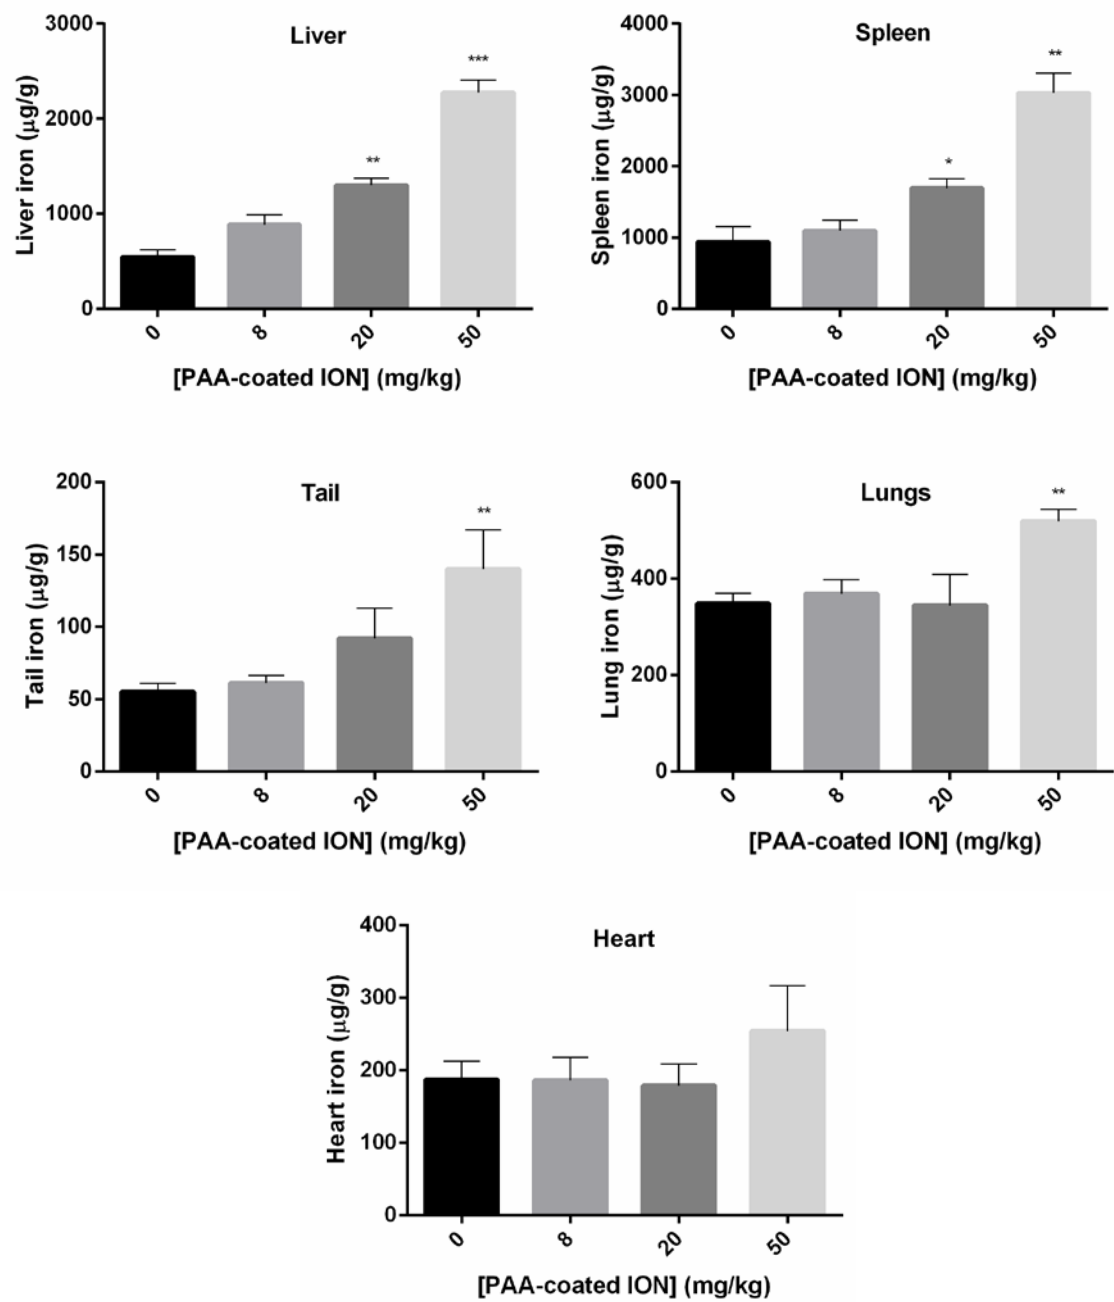 Liver
Liver iron (μg/g)
3000
2000
1000
0
**
***
0 8 20 50
[PAA-coated ION] (mg/kg)
Spleen
Spleen iron (μg/g)
4000
3000
2000
1000
0
*
**
0 8 20 50
[PAA-coated ION] (mg/kg)
Tail
Tail iron (μg/g)
200
150
100
50
0
**
0 8 20 50
[PAA-coated ION] (mg/kg)
Lungs
Lung iron (μg/g)
600
400
200
0
**
0 8 20 50
[PAA-coated ION] (mg/kg)
Heart
Heart iron (μg/g)
400
300
200
100
0
0 8 20 50
[PAA-coated ION] (mg/kg)